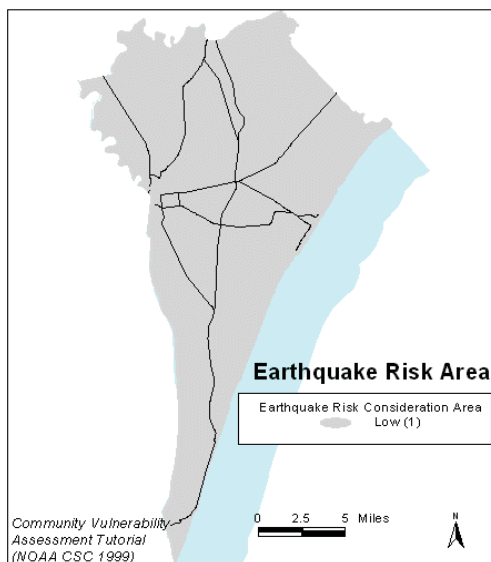 Earthquake Risk Area
Earthquake Risk Consideration Area
Low (1)
Community Vulnerability
Assessment Tutorial
(NOAA CSC 1999)
0 2.5 5 Miles
N